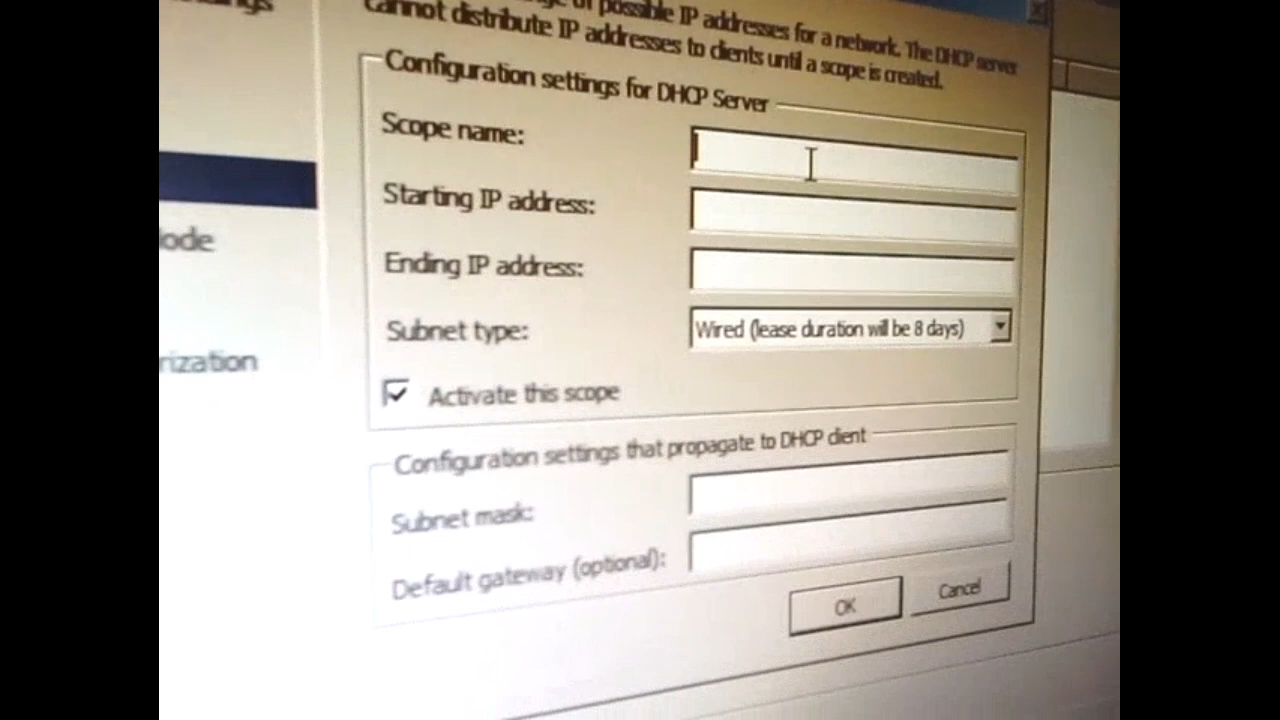 of possible IP addresses for a network. The DHCP server
cannot distribute IP addresses to clients until a scope is created.
Configuration settings for DHCP Server
Scope name:
Starting IP address:
Ending IP address:
Subnet type:
Wired (lease duration will be 8 days)
Activate this scope
Configuration settings that propagate to DHCP client
Subnet mask:
Default gateway (optional):
OK
Cancel